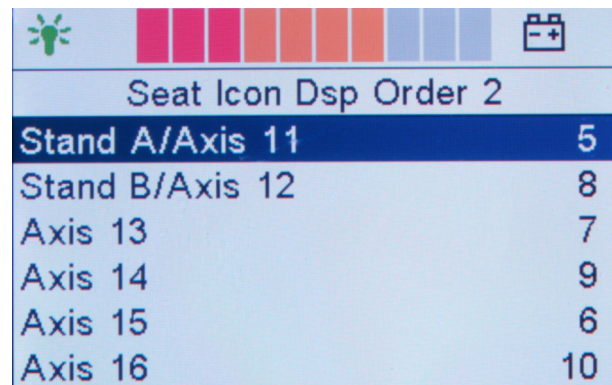 Seat Icon Dsp Order 2
Stand A/Axis 11 5
Stand B/Axis 12 8
Axis 13 7
Axis 14 9
Axis 15 6
Axis 16 10